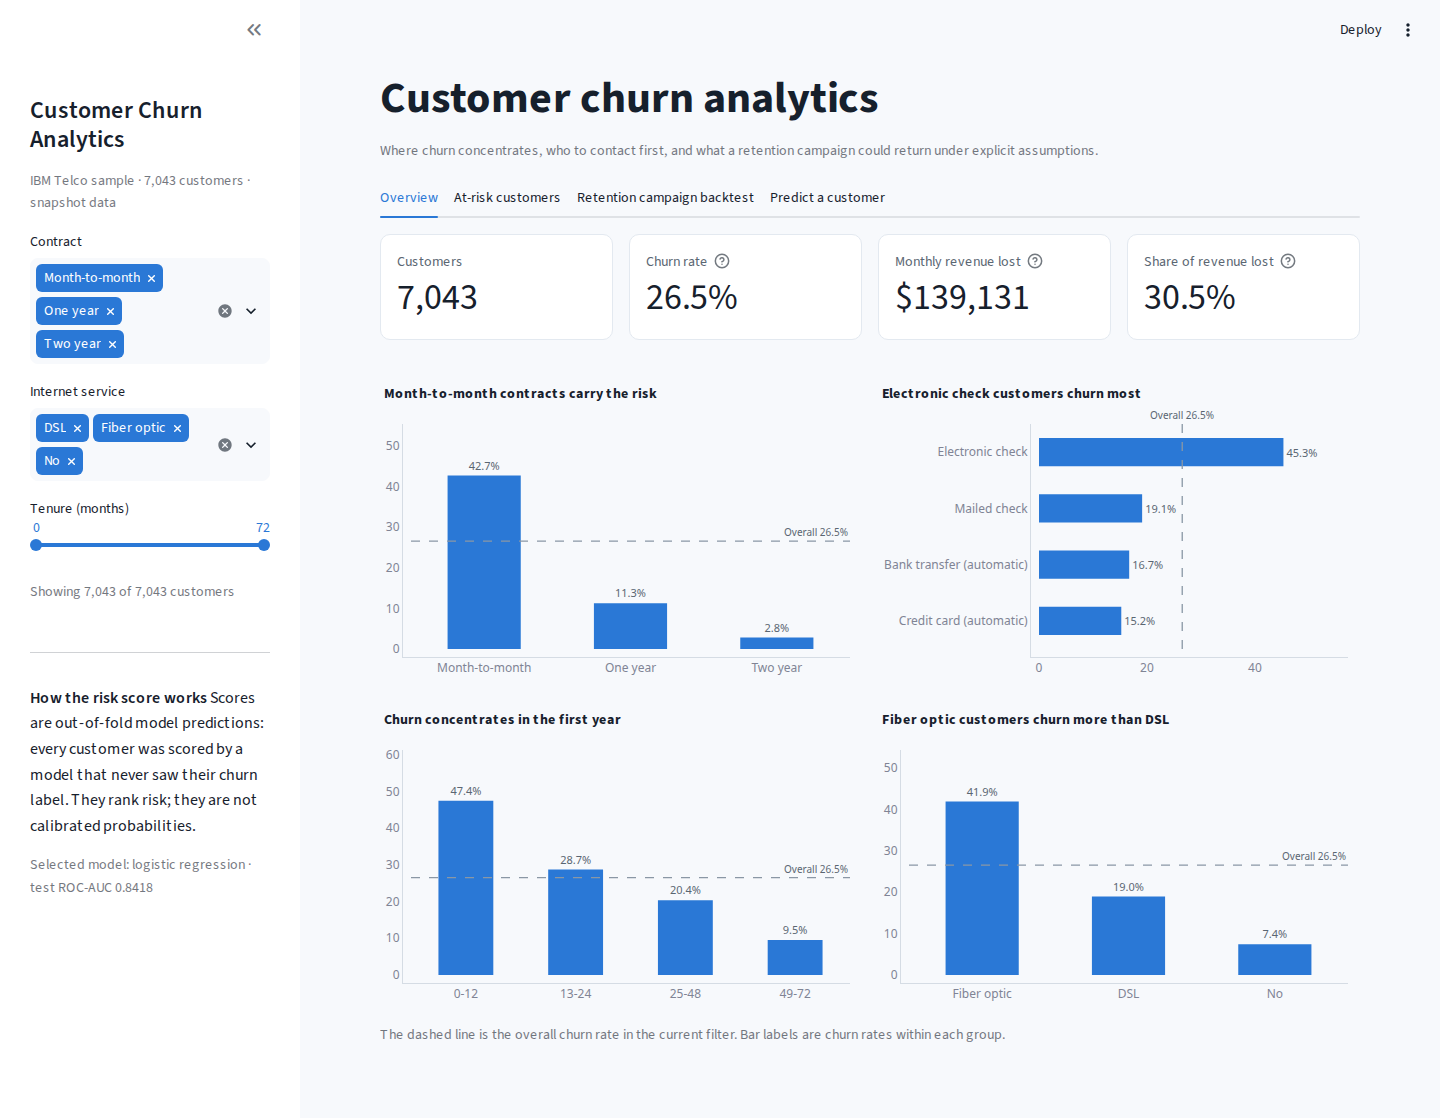 Deploy
Customer Churn
Analytics
IBM Telco sample · 7,043 customers ·
snapshot data
Contract
Month-to-month
One year
Two year
Internet service
DSL Fiber optic
No
Tenure (months)
0 72
Showing 7,043 of 7,043 customers
How the risk score works Scores
are out-of-fold model predictions:
every customer was scored by a
model that never saw their churn
label. They rank risk; they are not
calibrated probabilities.
Selected model: logistic regression ·
test ROC-AUC 0.8418
Customer churn analytics
Where churn concentrates, who to contact first, and what a retention campaign could return under explicit assumptions.
Overview At-risk customers Retention campaign backtest Predict a customer
Customers
7,043
Churn rate
26.5%
Monthly revenue lost
$139,131
Share of revenue lost
30.5%
Month-to-month contracts carry the risk
50
40
30
20
10
0
42.7%
11.3%
2.8%
Overall 26.5%
Month-to-month One year Two year
Electronic check customers churn most
Overall 26.5%
Electronic check 45.3%
Mailed check 19.1%
Bank transfer (automatic) 16.7%
Credit card (automatic) 15.2%
0 20 40
Churn concentrates in the first year
60
50
40
30
20
10
0
47.4%
28.7%
20.4%
9.5%
Overall 26.5%
0-12 13-24 25-48 49-72
Fiber optic customers churn more than DSL
50
40
30
20
10
0
41.9%
19.0%
7.4%
Overall 26.5%
Fiber optic DSL No
The dashed line is the overall churn rate in the current filter. Bar labels are churn rates within each group.